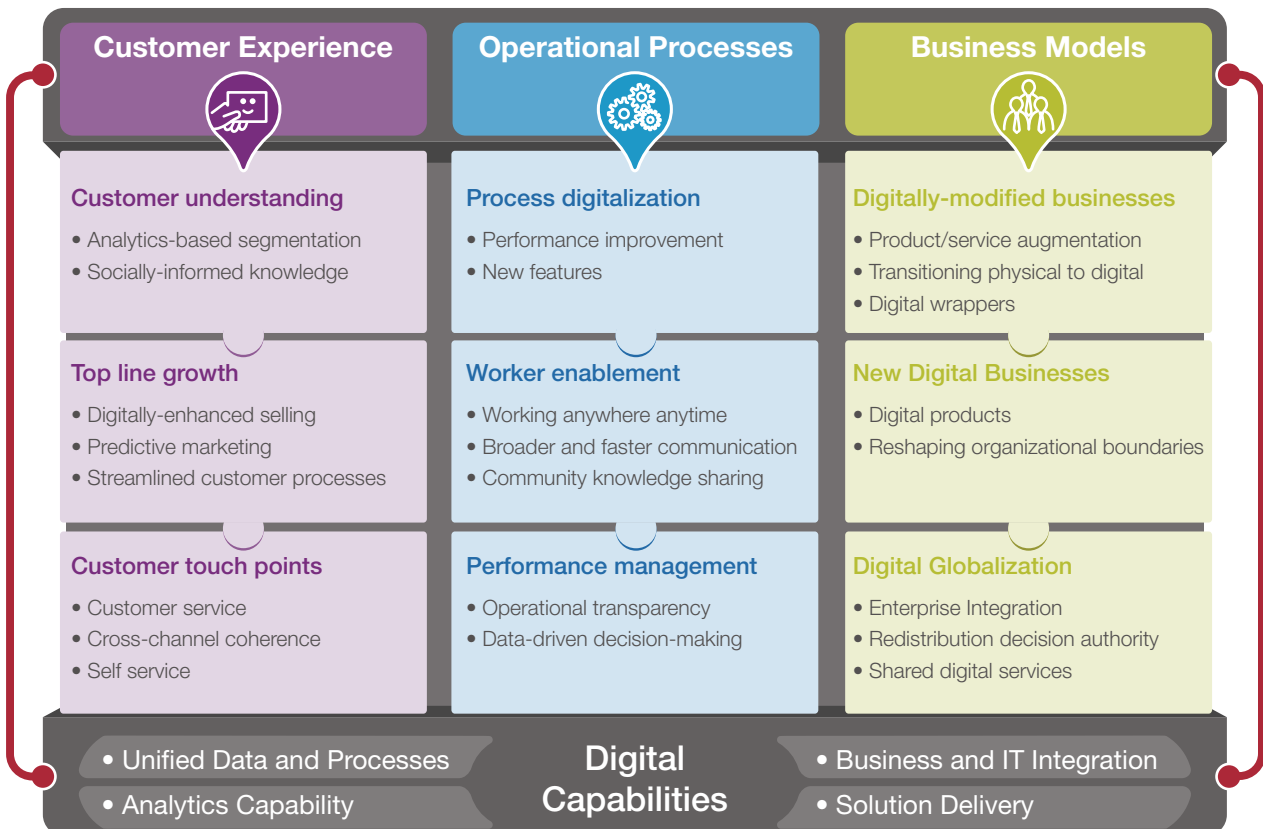 Customer Experience
Operational Processes
Business Models
Customer understanding
• Analytics-based segmentation
• Socially-informed knowledge
Top line growth
• Digitally-enhanced selling
• Predictive marketing
• Streamlined customer processes
Customer touch points
• Customer service
• Cross-channel coherence
• Self service
Process digitalization
• Performance improvement
• New features
Worker enablement
• Working anywhere anytime
• Broader and faster communication
• Community knowledge sharing
Performance management
• Operational transparency
• Data-driven decision-making
Digitally-modified businesses
• Product/service augmentation
• Transitioning physical to digital
• Digital wrappers
New Digital Businesses
• Digital products
• Reshaping organizational boundaries
Digital Globalization
• Enterprise Integration
• Redistribution decision authority
• Shared digital services
• Unified Data and Processes
• Analytics Capability
Digital
Capabilities
• Business and IT Integration
• Solution Delivery